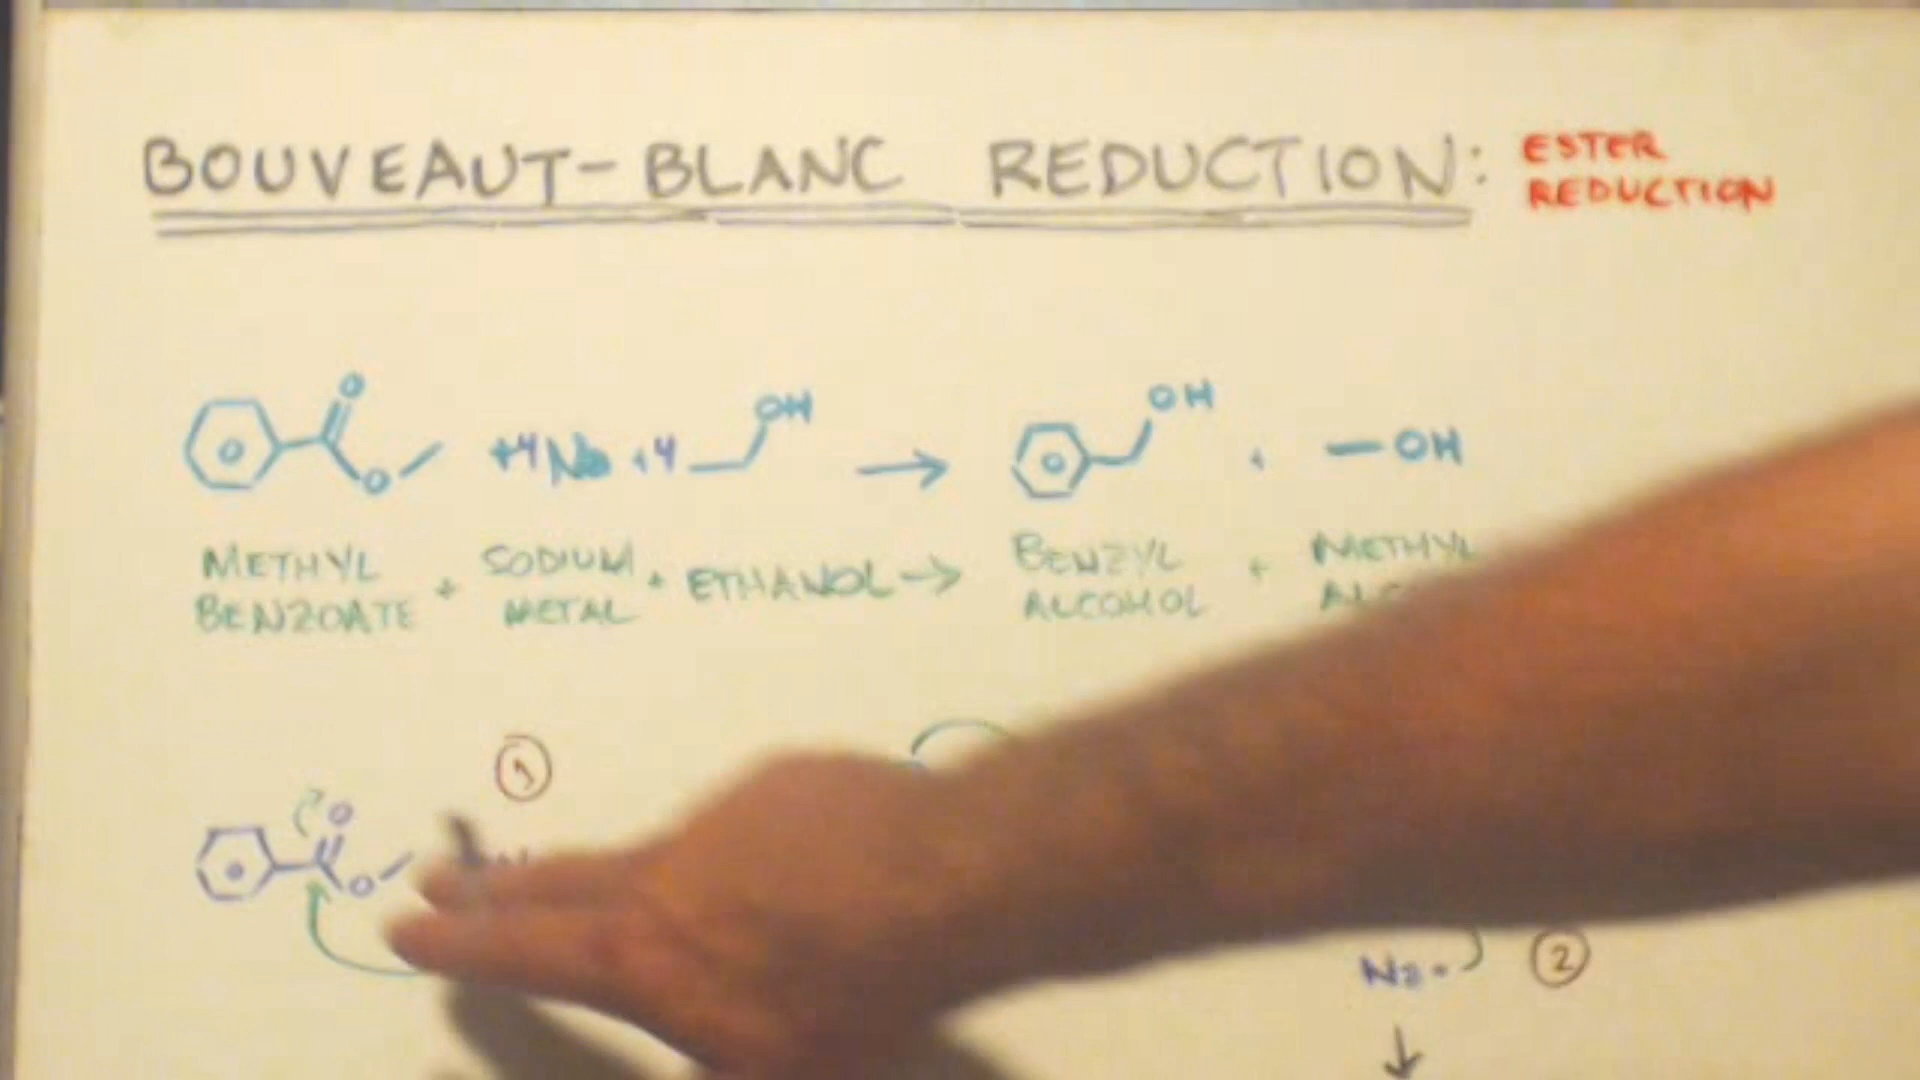 BOUVEAUT-BLANC REDUCTION: ESTER
REDUCTION
O OH OH
O +4 Na +4 → + OH
METHYL SODIUM BENZYL METHYL
BENZOATE + METAL + ETHANOL → ALCOHOL +
1
O
O
Na· 2